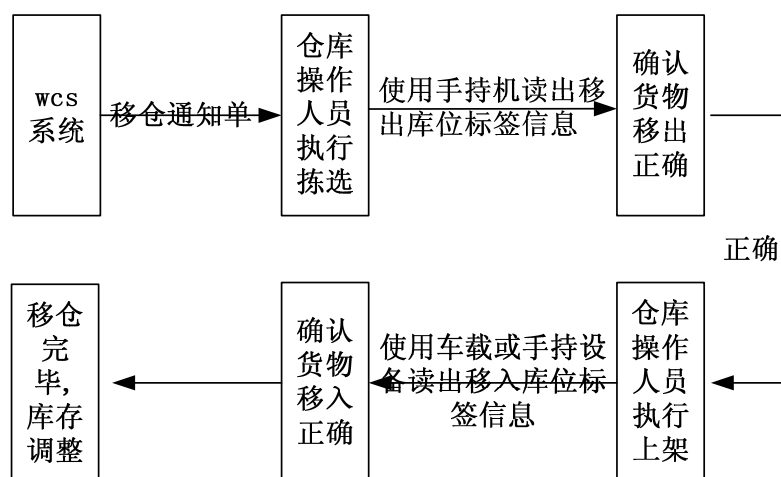 wcs
系统
移仓通知单
仓库
操作
人员
执行
拣选
使用手持机读出移
出库位标签信息
确认
货物
移出
正确
正确
仓库
操作
人员
执行
上架
使用车载或手持设
备读出移入库位标
签信息
确认
货物
移入
正确
移仓
完
毕,
库存
调整